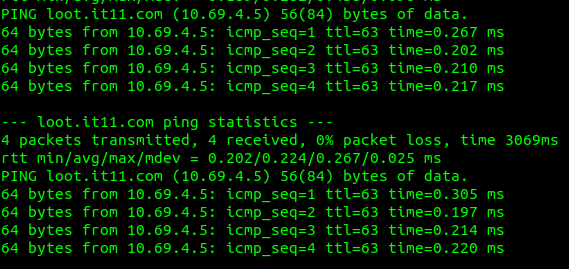 PING loot.it11.com (10.69.4.5) 56(84) bytes of data.
64 bytes from 10.69.4.5: icmp_seq=1 ttl=63 time=0.267 ms
64 bytes from 10.69.4.5: icmp_seq=2 ttl=63 time=0.202 ms
64 bytes from 10.69.4.5: icmp_seq=3 ttl=63 time=0.210 ms
64 bytes from 10.69.4.5: icmp_seq=4 ttl=63 time=0.217 ms
--- loot.it11.com ping statistics ---
4 packets transmitted, 4 received, 0% packet loss, time 3069ms
rtt min/avg/max/mdev = 0.202/0.224/0.267/0.025 ms
PING loot.it11.com (10.69.4.5) 56(84) bytes of data.
64 bytes from 10.69.4.5: icmp_seq=1 ttl=63 time=0.305 ms
64 bytes from 10.69.4.5: icmp_seq=2 ttl=63 time=0.197 ms
64 bytes from 10.69.4.5: icmp_seq=3 ttl=63 time=0.214 ms
64 bytes from 10.69.4.5: icmp_seq=4 ttl=63 time=0.220 ms